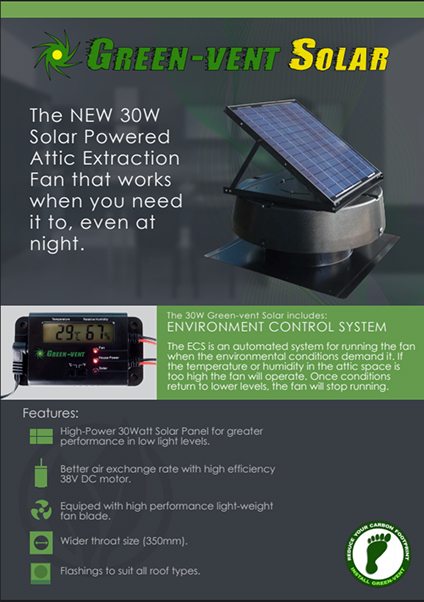 GREEN-VENT SOLAR
The NEW 30W
Solar Powered
Attic Extraction
Fan that works
when you need
it to, even at
night.
The 30W Green-vent Solar includes:
ENVIRONMENT CONTROL SYSTEM
The ECS is an automated system for running the fan
when the environmental conditions demand it. If
the temperature or humidity in the attic space is
too high the fan will operate. Once conditions
return to lower levels, the fan will stop running.
Temperature Relative Humidity
29°C 67%
GREEN-VENT
Fan
House Power
Solar
Features:
High-Power 30Watt Solar Panel for greater
performance in low light levels.
Better air exchange rate with high efficiency
38V DC motor.
Equiped with high performance light-weight
fan blade.
Wider throat size (350mm).
Flashings to suit all roof types.
REDUCE YOUR CARBON FOOTPRINT
INSTALL GREEN-VENT